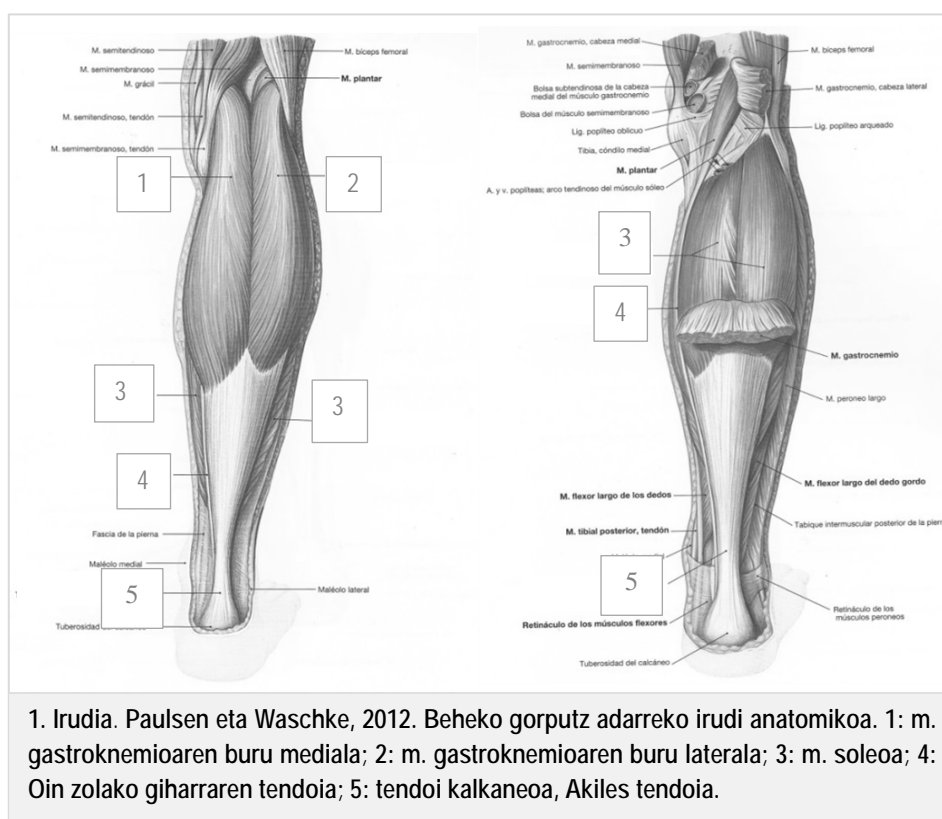 M. semitendinoso
M. semimembranoso
M. grácil
M. semitendinoso, tendón
M. semimembranoso, tendón
M. bíceps femoral
M. plantar
1
2
3
3
4
Fascia de la pierna
Maléolo medial
5
Maléolo lateral
Tuberosidad
M. gastrocnemio, cabeza medial
M. semimembranoso
Bolsa subtendinosa de la cabeza
medial del músculo gastrocnemio
Bolsa del músculo semimembranoso
Lig. poplíteo oblicuo
Tibia, cóndilo medial
M. plantar
A. y v. poplíteas; arco tendinoso del músculo sóleo
M. bíceps femoral
M. gastrocnemio, cabeza lateral
Lig. poplíteo arqueado
3
4
M. gastrocnemio
M. peroneo largo
M. flexor largo del dedo gordo
M. flexor largo de los dedos
Tabique intermuscular posterior de la
M. tibial posterior, tendón
5
Retináculo de los
músculos peroneos
Retináculo de los músculos flexores
Tuberosidad del calcáneo
1. Irudia. Paulsen eta Waschke, 2012. Beheko gorputz adarreko irudi anatomikoa. 1: m.
gastroknemioaren buru mediala; 2: m. gastroknemioaren buru laterala; 3: m. soleoa; 4:
Oin zolako giharraren tendoia; 5: tendoi kalkaneoa, Akiles tendoia.